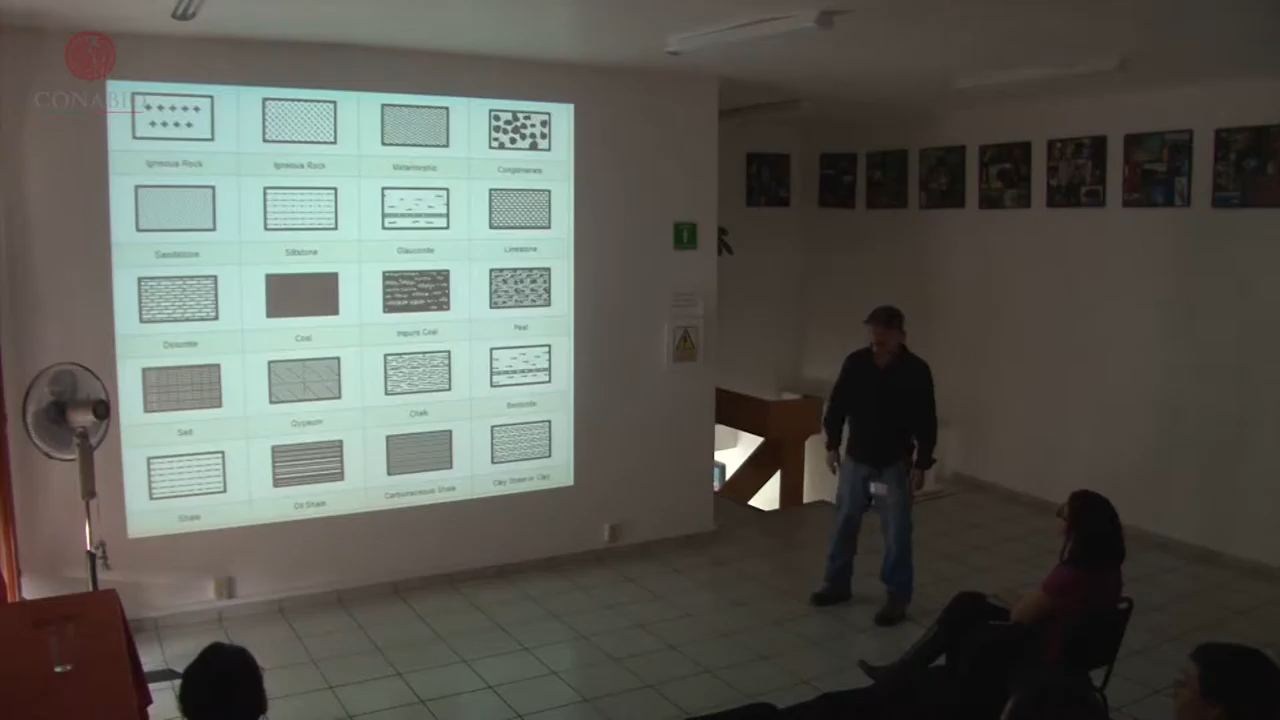 CONABIO
Igneous Rock Igneous Rock Metamorphic Conglomerate
Sandstone Siltstone Glauconite Limestone
Dolomite Coal Impure Coal Peat
Salt Gypsum Chalk Bentonite
Shale Oil Shale Carbonaceous Shale Clay Shale or Clay